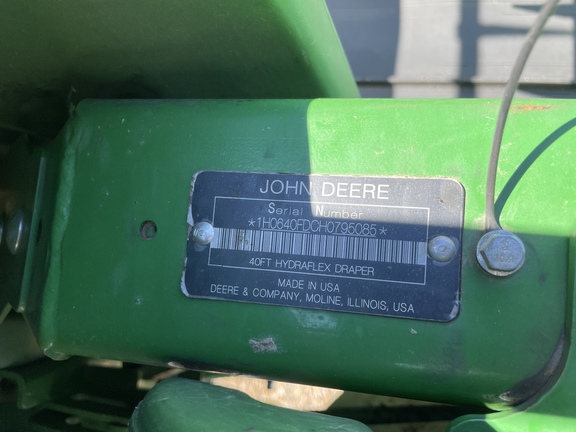 JOHN DEERE
Serial Number
*1H0640FDCH0795085*
40FT HYDRAFLEX DRAPER
MADE IN USA
DEERE & COMPANY, MOLINE, ILLINOIS, USA